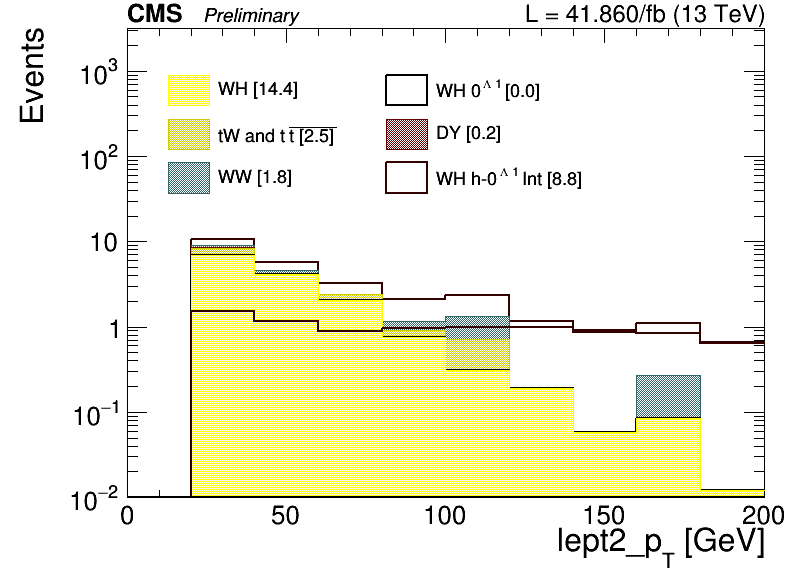 CMS Preliminary L = 41.860/fb (13 TeV)
Events
10³
10²
10
1
10⁻¹
10⁻²
WH [14.4]
WH 0^Λ1 [0.0]
tW and t t̅ [2.5]
DY [0.2]
WW [1.8]
WH h-0^Λ1 Int [8.8]
0 50 100 150 200
lept2_p_T [GeV]